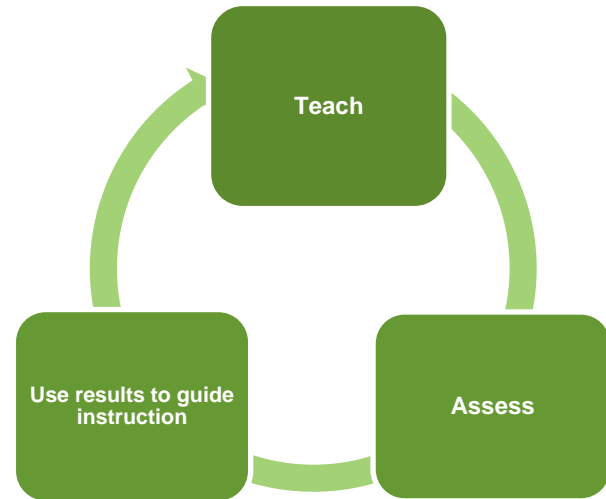 Teach
Assess
Use results to guide
instruction